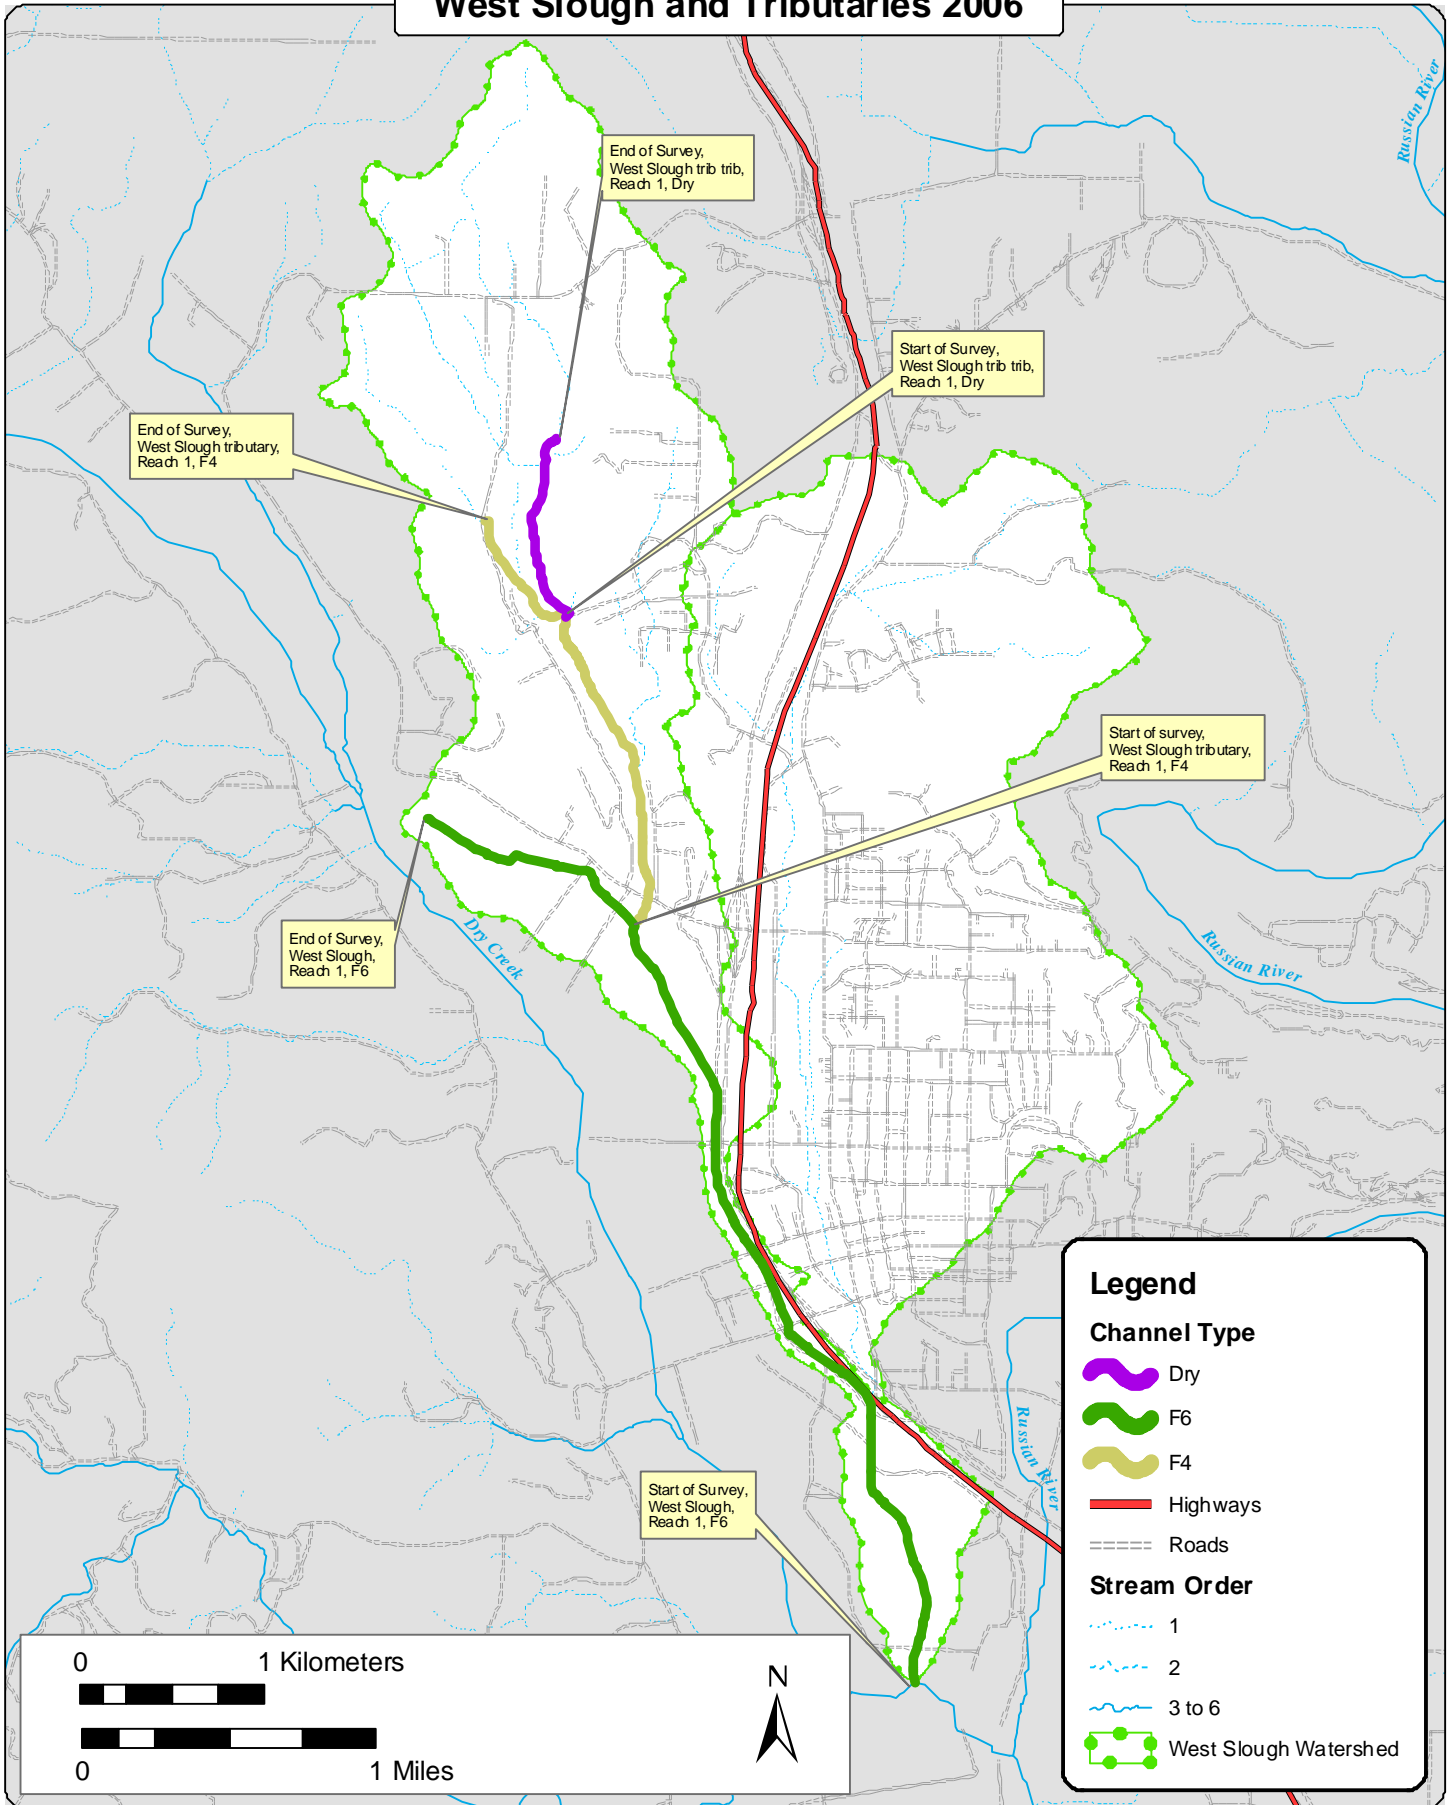 West Slough and Tributaries 2006
Russian River
End of Survey,
West Slough trib trib,
Reach 1, Dry
Start of Survey,
West Slough trib trib,
Reach 1, Dry
End of Survey,
West Slough tributary,
Reach 1, F4
Start of survey,
West Slough tributary,
Reach 1, F4
End of Survey,
West Slough,
Reach 1, F6
Dry Creek
Russian River
Start of Survey,
West Slough,
Reach 1, F6
Russian River
Legend
Channel Type
Dry
F6
F4
Highways
Roads
Stream Order
1
2
3 to 6
West Slough Watershed
0 1 Kilometers
0 1 Miles
N